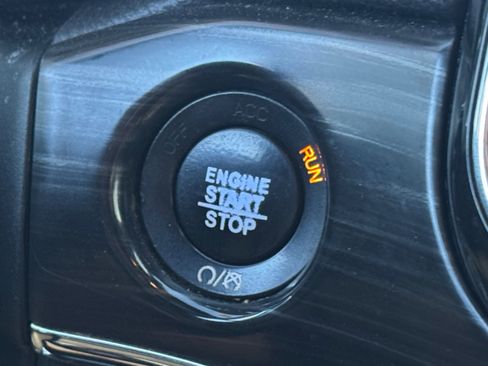 OFF
ACC
RUN
ENGINE
START
STOP